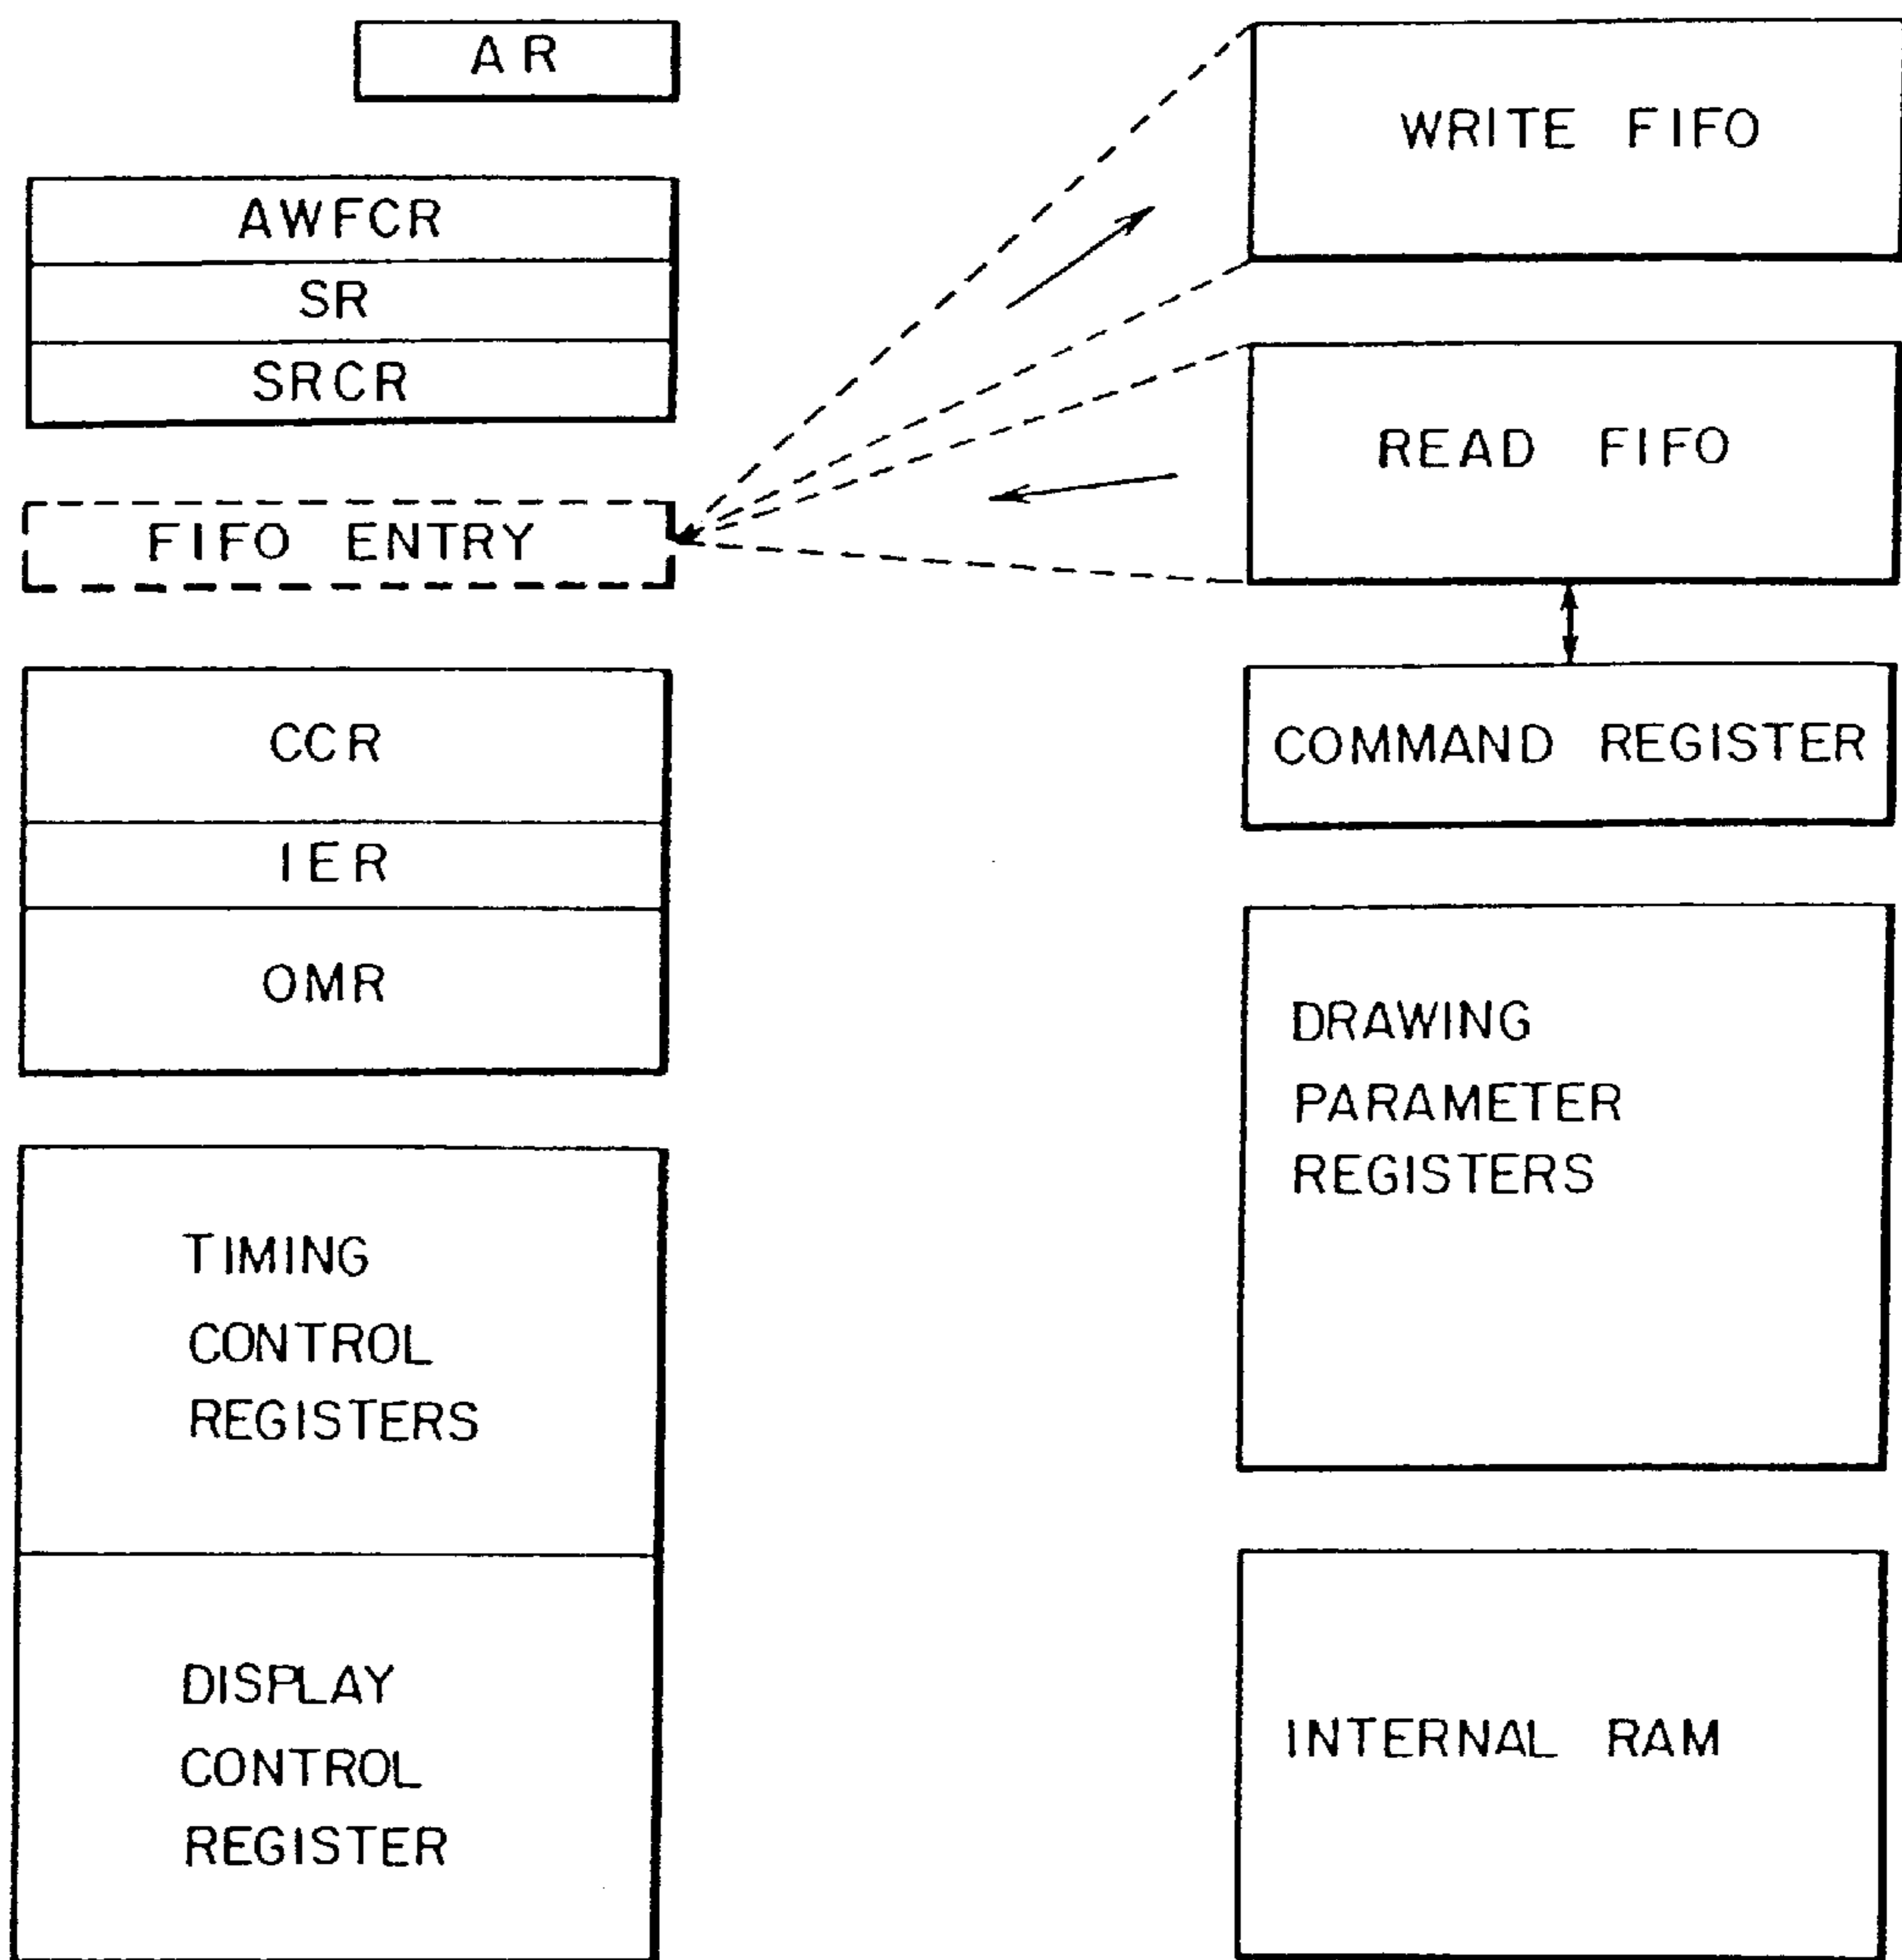 AR
AWFCR
SR
SRCR
FIFO ENTRY
CCR
IER
OMR
TIMING
CONTROL
REGISTERS
DISPLAY
CONTROL
REGISTER
WRITE FIFO
READ FIFO
COMMAND REGISTER
DRAWING
PARAMETER
REGISTERS
INTERNAL RAM